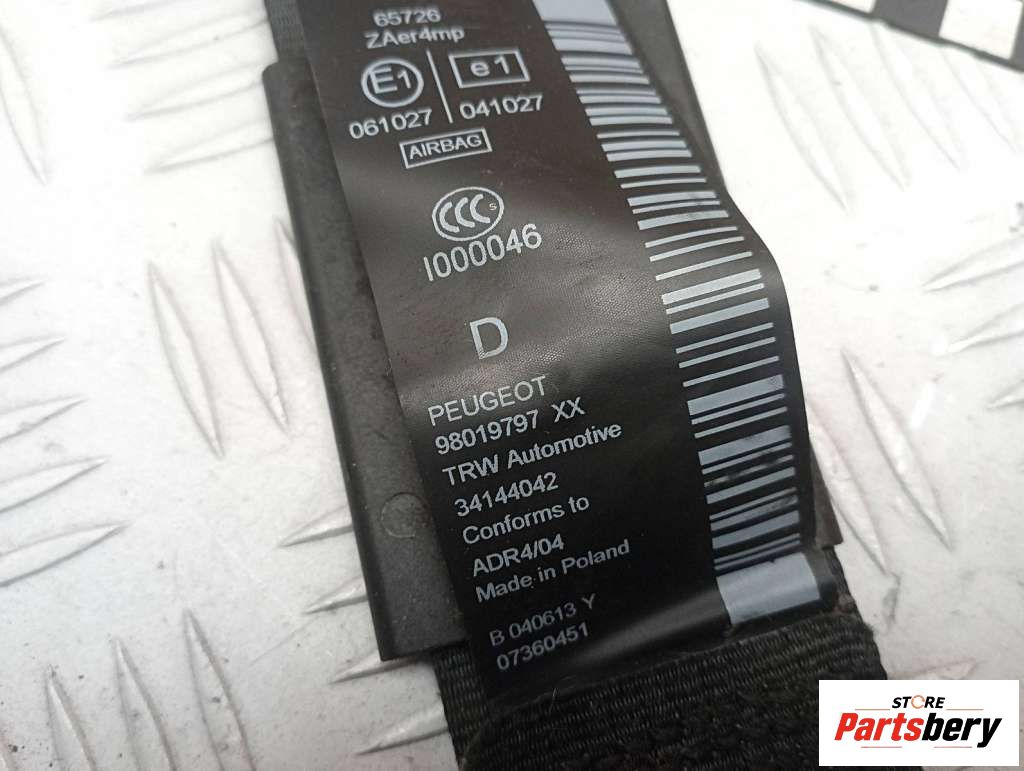 65726
ZAer4mp
E1 e1
061027 041027
AIRBAG
CCC S
I000046
D
PEUGEOT
98019797 XX
TRW Automotive
34144042
Conforms to
ADR4/04
Made in Poland
B 040613 Y
07360451
STORE
Partsbery